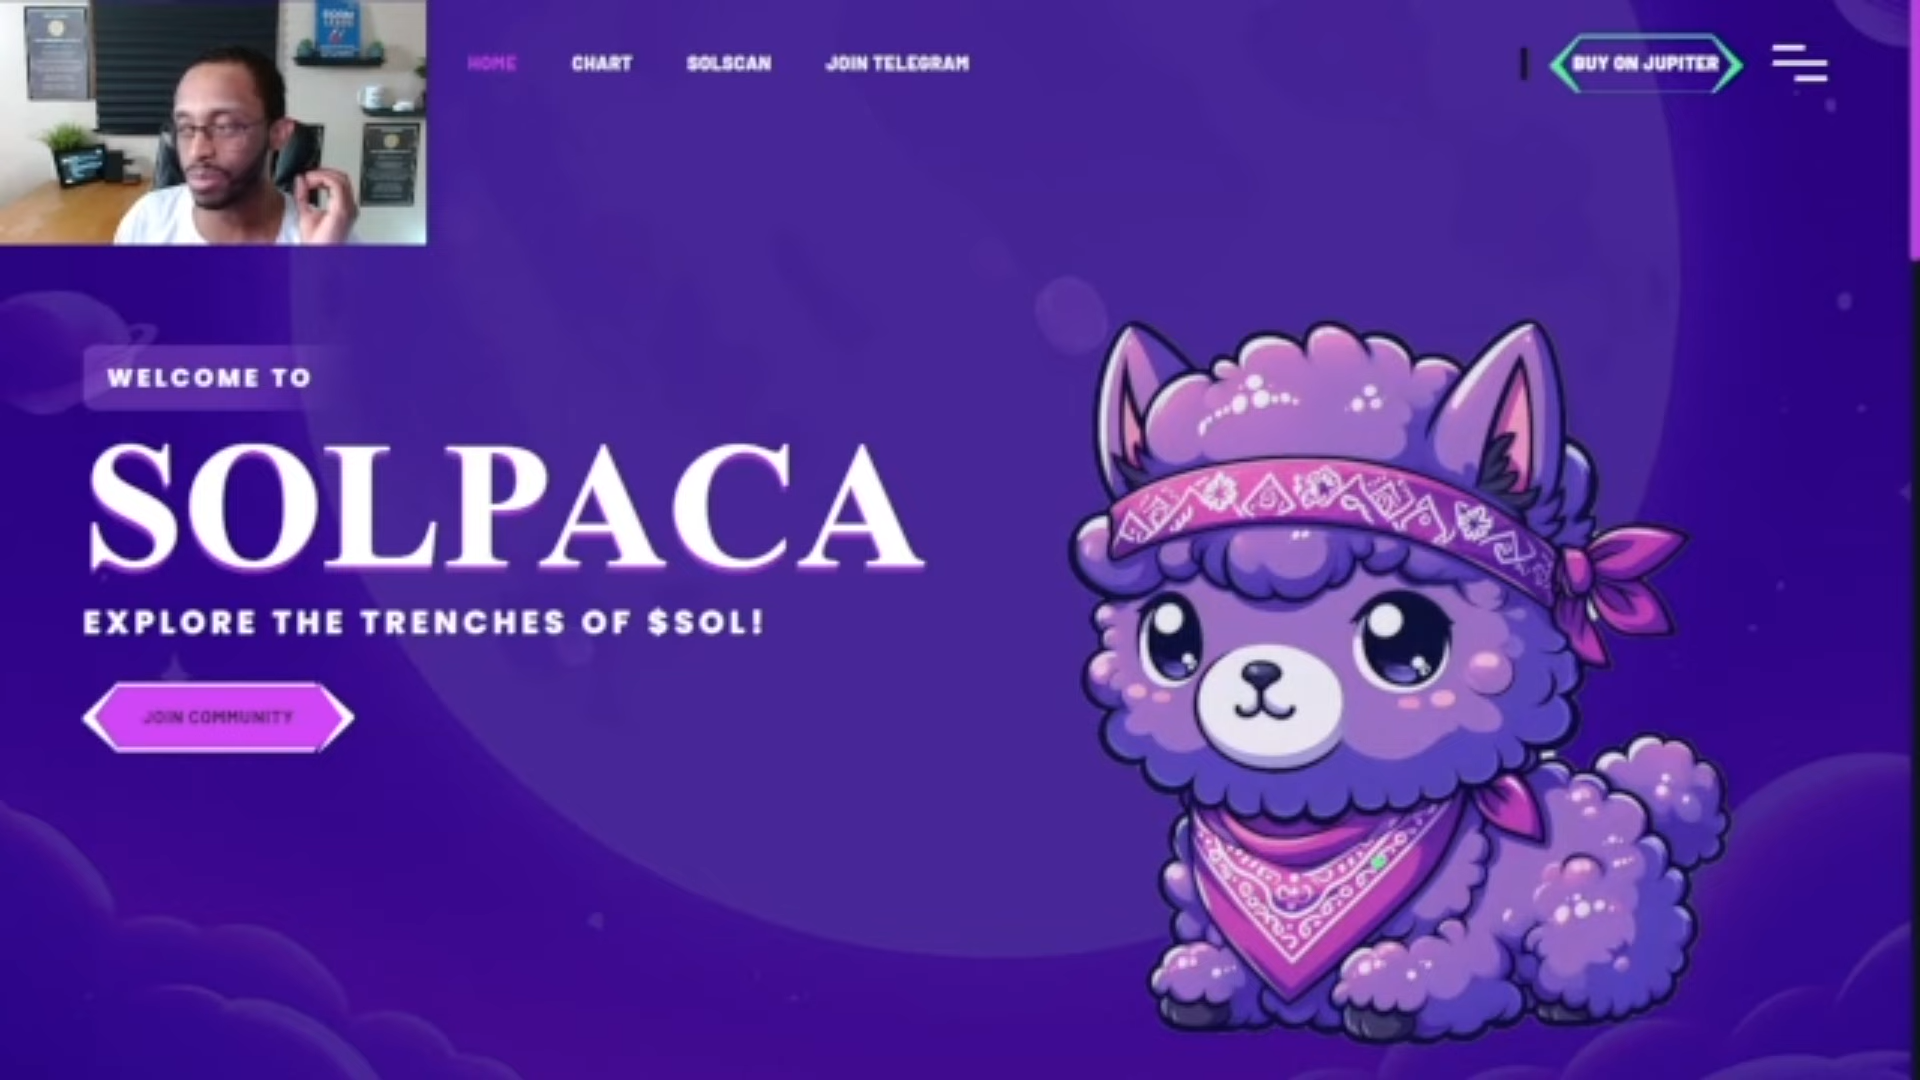 HOME CHART SOLSCAN JOIN TELEGRAM BUY ON JUPITER
WELCOME TO
SOLPACA
EXPLORE THE TRENCHES OF $SOL!
JOIN COMMUNITY